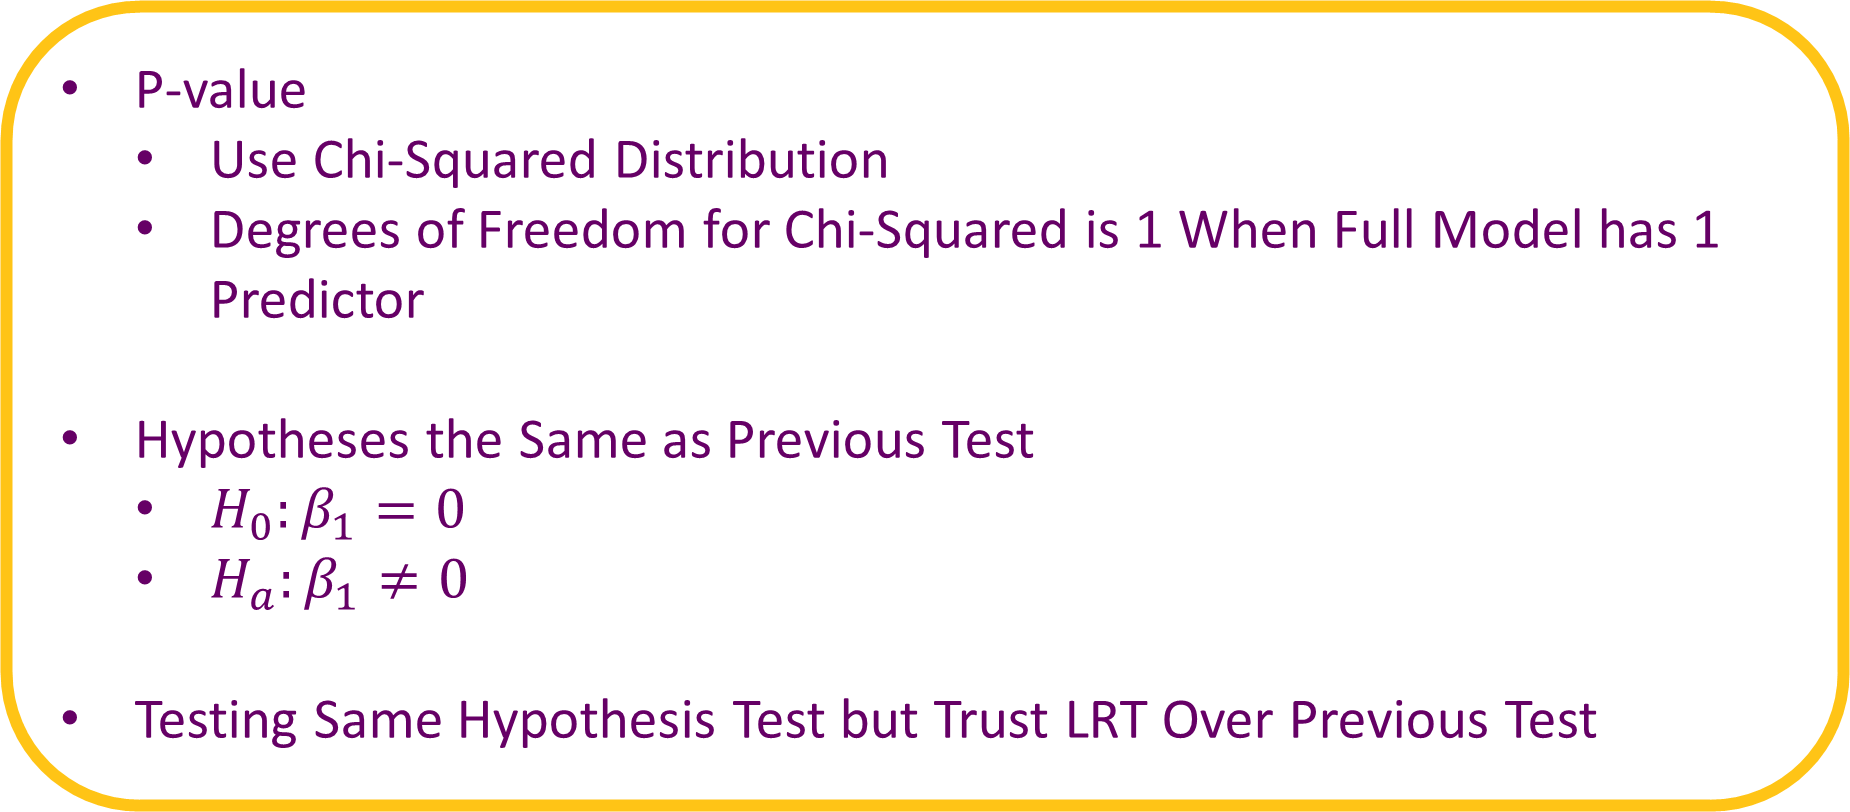 • P-value
• Use Chi-Squared Distribution
• Degrees of Freedom for Chi-Squared is 1 When Full Model has 1
Predictor
• Hypotheses the Same as Previous Test
• H₀: β₁ = 0
• Hₐ: β₁ ≠ 0
• Testing Same Hypothesis Test but Trust LRT Over Previous Test